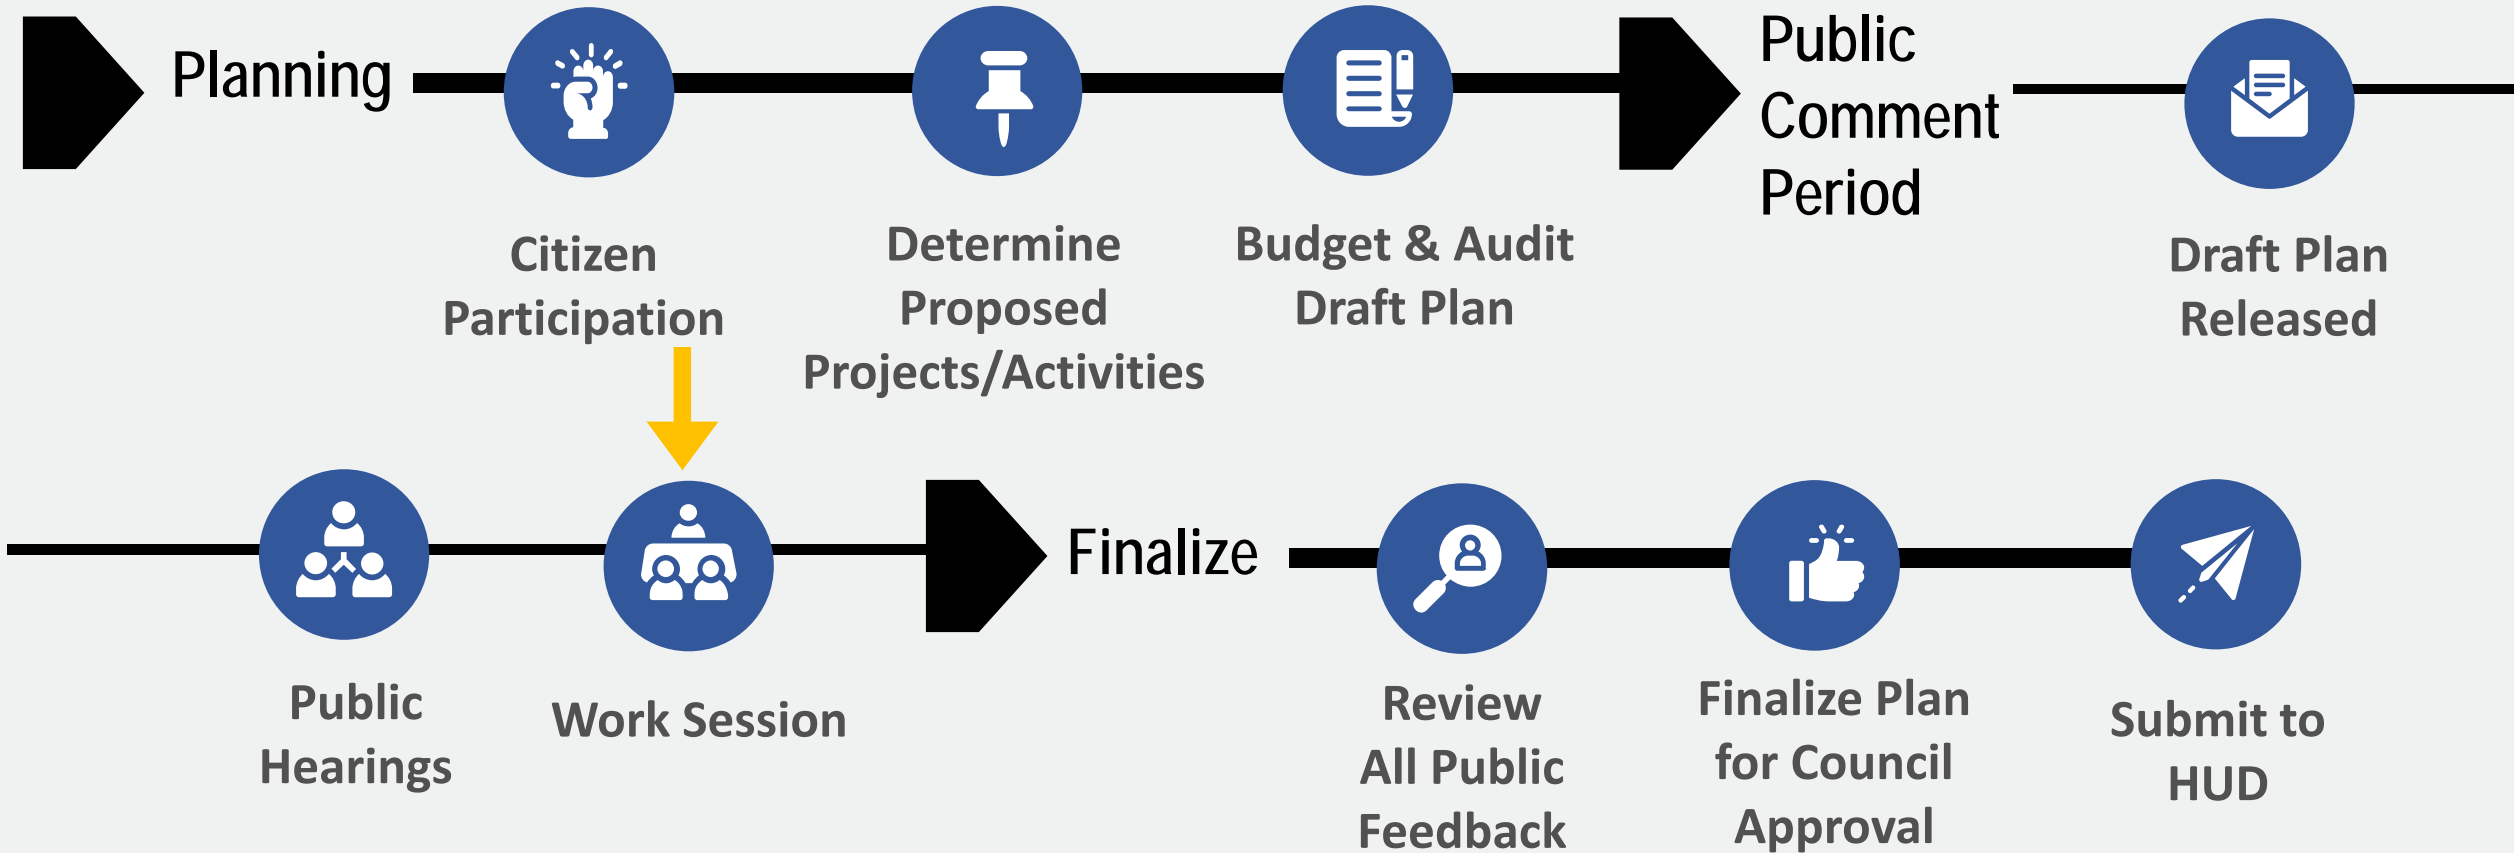 Planning
Citizen
Participation
Determine
Proposed
Projects/Activities
Budget & Audit
Draft Plan
Public
Comment
Period
Draft Plan
Released
Public
Hearings
Work Session
Finalize
Review
All Public
Feedback
Finalize Plan
for Council
Approval
Submit to
HUD